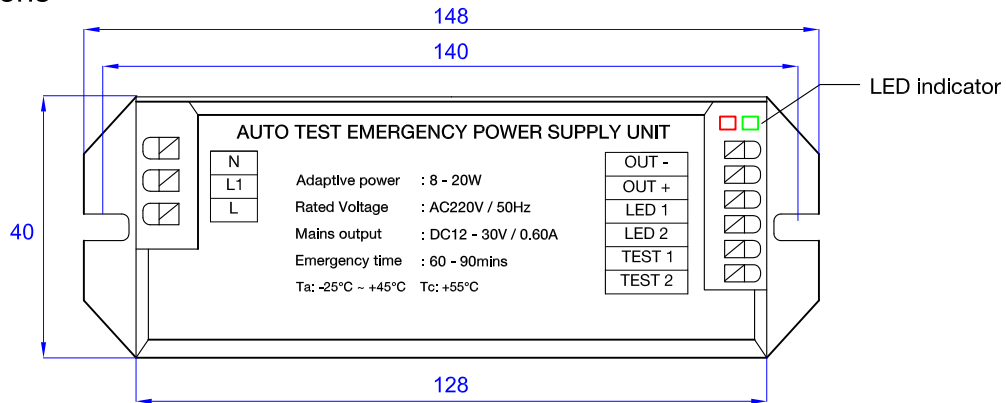 148
140
LED indicator
40
AUTO TEST EMERGENCY POWER SUPPLY UNIT
N
L1
L
Adaptive power : 8 - 20W
Rated Voltage : AC220V / 50Hz
Mains output : DC12 - 30V / 0.60A
Emergency time : 60 - 90mins
Ta: -25°C ~ +45°C Tc: +55°C
OUT -
OUT +
LED 1
LED 2
TEST 1
TEST 2
128